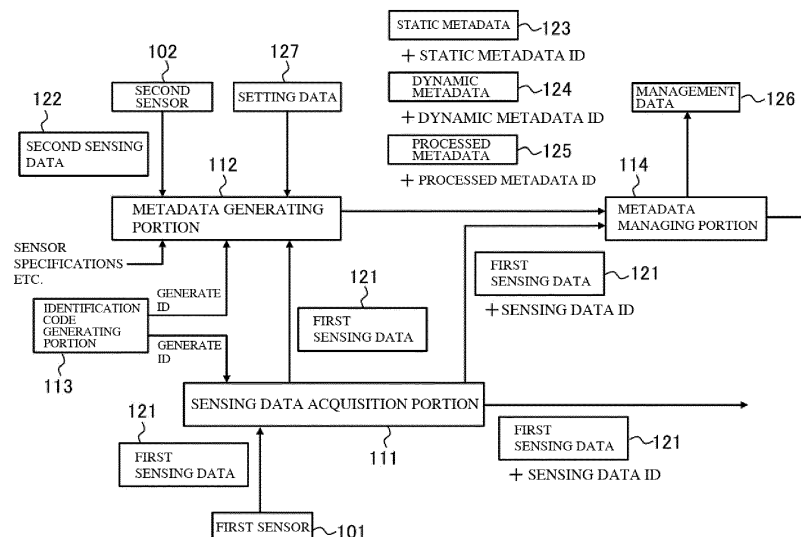 STATIC METADATA
123
+ STATIC METADATA ID
102
127
122
SECOND
SENSOR
SETTING DATA
DYNAMIC
METADATA
124
+ DYNAMIC METADATA ID
MANAGEMENT
DATA
126
SECOND SENSING
DATA
PROCESSED
METADATA
125
+ PROCESSED METADATA ID
112
114
METADATA GENERATING
PORTION
METADATA
MANAGING PORTION
SENSOR
SPECIFICATIONS
ETC.
GENERATE
ID
IDENTIFICATION
CODE
GENERATING
PORTION
GENERATE
ID
113
121
FIRST
SENSING DATA
FIRST
SENSING DATA
121
+ SENSING DATA ID
SENSING DATA ACQUISITION PORTION
111
121
FIRST
SENSING DATA
FIRST
SENSING DATA
121
+ SENSING DATA ID
FIRST SENSOR
101